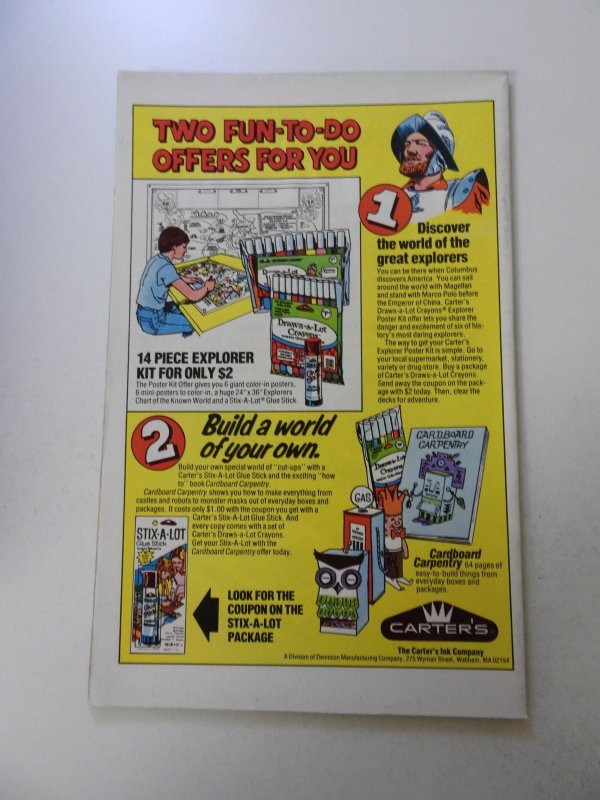 TWO FUN-TO-DO
OFFERS FOR YOU
1
Discover
the world of the
great explorers
You can be there when Columbus
discovers America. You can sail
around the world with Magellan
and stand with Marco Polo before
the Emperor of China. Carter's
Draws-a-Lot Crayons® Explorer
Poster Kit offer lets you share the
danger and excitement of six of his-
tory's most daring explorers.
The way to get your Carter's
Explorer Poster Kit is simple. Go to
your local supermarket, stationery,
variety or drug store. Buy a package
of Carter's Draws-a-Lot Crayons.
Send away the coupon on the pack-
age with $2 today. Then, clear the
decks for adventure.
Draws-a-Lot
Crayons
14 PIECE EXPLORER
KIT FOR ONLY $2
The Poster Kit Offer gives you 6 giant color-in posters,
6 mini-posters to color-in, a huge 24" x 36" Explorers
Chart of the Known World and a Stix-A-Lot® Glue Stick.
2
Build a world
of your own.
Build your own special world of "cut-ups" with a
Carter's Stix-A-Lot Glue Stick and the exciting "how
to" book Cardboard Carpentry.
Cardboard Carpentry shows you how to make everything from
castles and robots to monster masks out of everyday boxes and
packages. It costs only $1.00 with the coupon you get with a
Carter's Stix-A-Lot Glue Stick. And
every copy comes with a set of
Carter's Draws-a-Lot Crayons.
Get your Stix-A-Lot with the
Cardboard Carpentry offer today.
STIX-A-LOT
Glue Stick
LOOK FOR THE
COUPON ON THE
STIX-A-LOT
PACKAGE
Draws-a-Lot
Crayons
CARDBOARD
CARPENTRY
GAS
Cardboard
Carpentry 64 pages of
easy-to-build things from
everyday boxes and
packages.
CARTER'S
The Carter's Ink Company
A Division of Dennison Manufacturing Company, 275 Wyman Street, Waltham, MA 02154